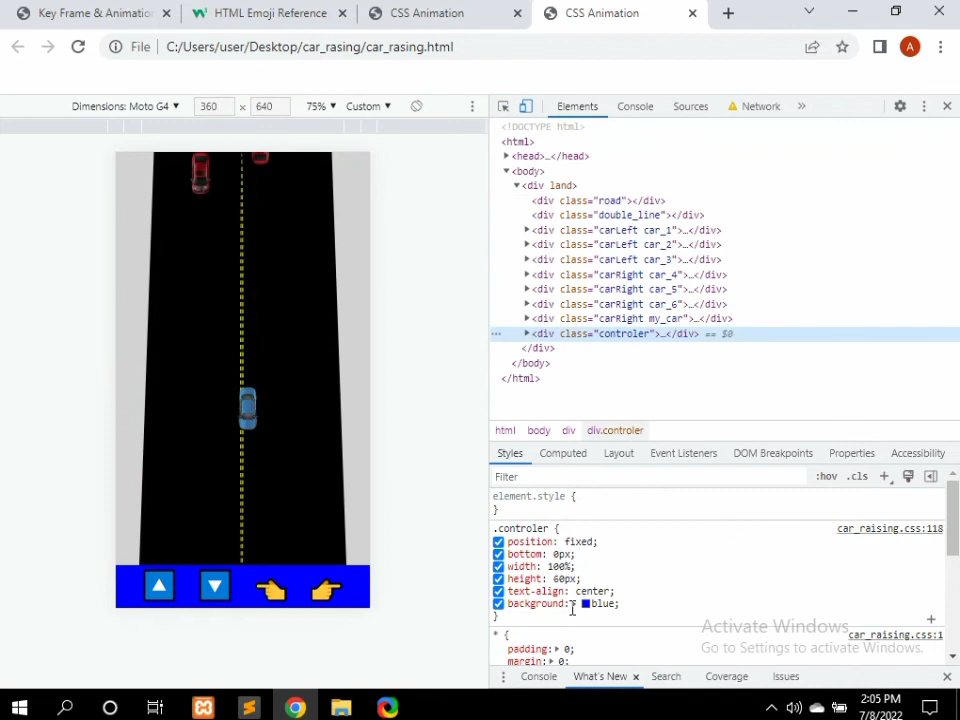 Key Frame & Animatio
HTML Emoji Reference
CSS Animation
CSS Animation
File
C:/Users/user/Desktop/car_rasing/car_rasing.html
A
Dimensions: Moto G4 ▼ 360 × 640 75% ▼ Custom ▼
Elements Console Sources Network »
<!DOCTYPE html>
<html>
<head>…</head>
<body>
<div land>
<div class="road"></div>
<div class="double_line"></div>
<div class="carLeft car_1">…</div>
<div class="carLeft car_2">…</div>
<div class="carLeft car_3">…</div>
<div class="carRight car_4">…</div>
<div class="carRight car_5">…</div>
<div class="carRight car_6">…</div>
<div class="carRight my_car">…</div>
<div class="controler">…</div> == $0
</div>
</body>
</html>
html body div div.controler
Styles Computed Layout Event Listeners DOM Breakpoints Properties Accessibility
Filter :hov .cls
element.style {
}
.controler { car_raising.css:118
position: fixed;
bottom: 0px;
width: 100%;
height: 60px;
text-align: center;
background: blue;
}
* { car_raising.css:1
padding: 0;
margin: 0;
Activate Windows
Go to Settings to activate Windows.
Console What's New × Search Coverage Issues
2:05 PM
7/8/2022